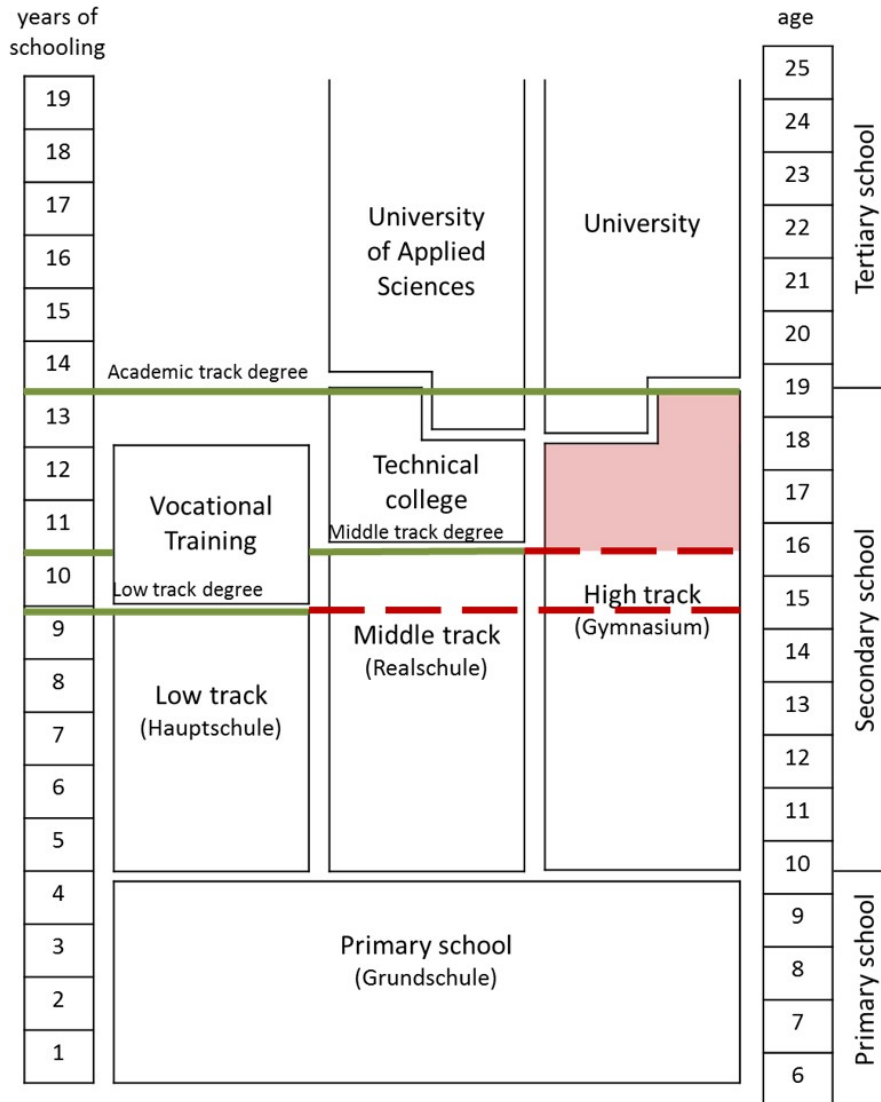 years of
schooling
19
18
17
16
15
14
13
12
11
10
9
8
7
6
5
4
3
2
1
University
of Applied
Sciences
University
Academic track degree
Technical
college
Vocational
Training
Middle track degree
Low track degree
High track
(Gymnasium)
Middle track
(Realschule)
Low track
(Hauptschule)
Primary school
(Grundschule)
age
25
24
23
22
21
20
19
18
17
16
15
14
13
12
11
10
9
8
7
6
Tertiary school
Secondary school
Primary school